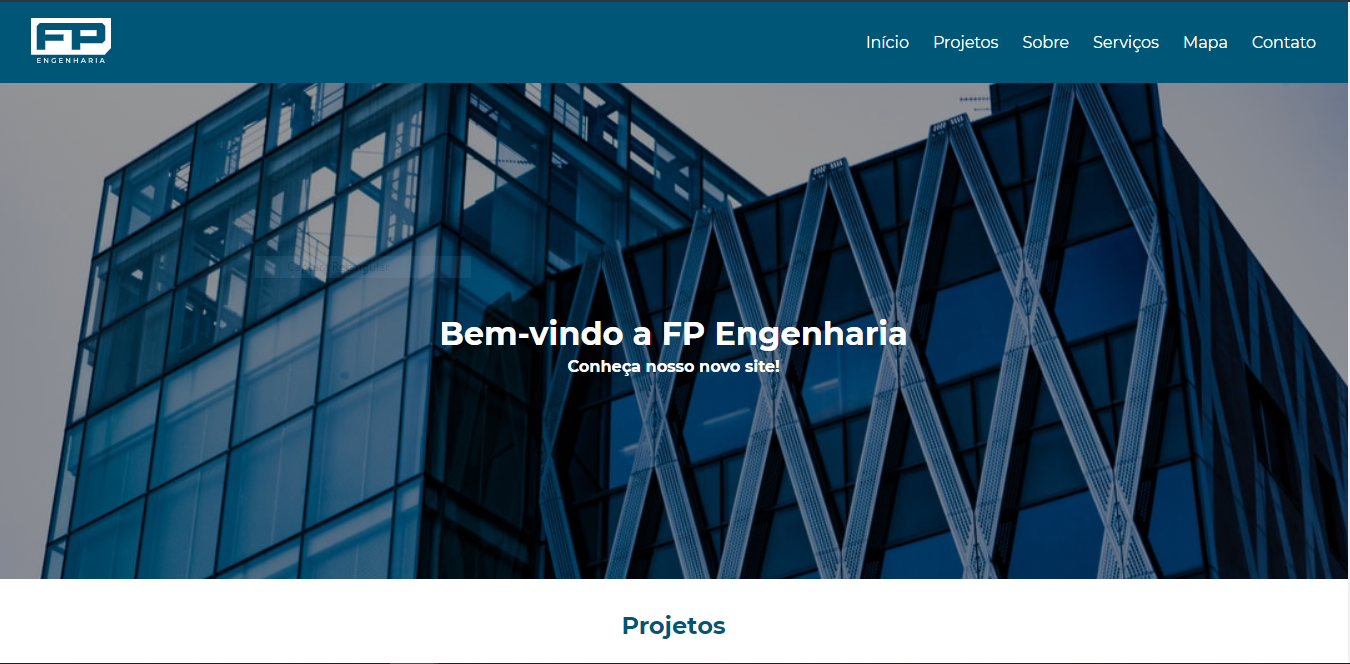 FP
ENGENHARIA
Início Projetos Sobre Serviços Mapa Contato
Bem-vindo a FP Engenharia
Conheça nosso novo site!
Projetos